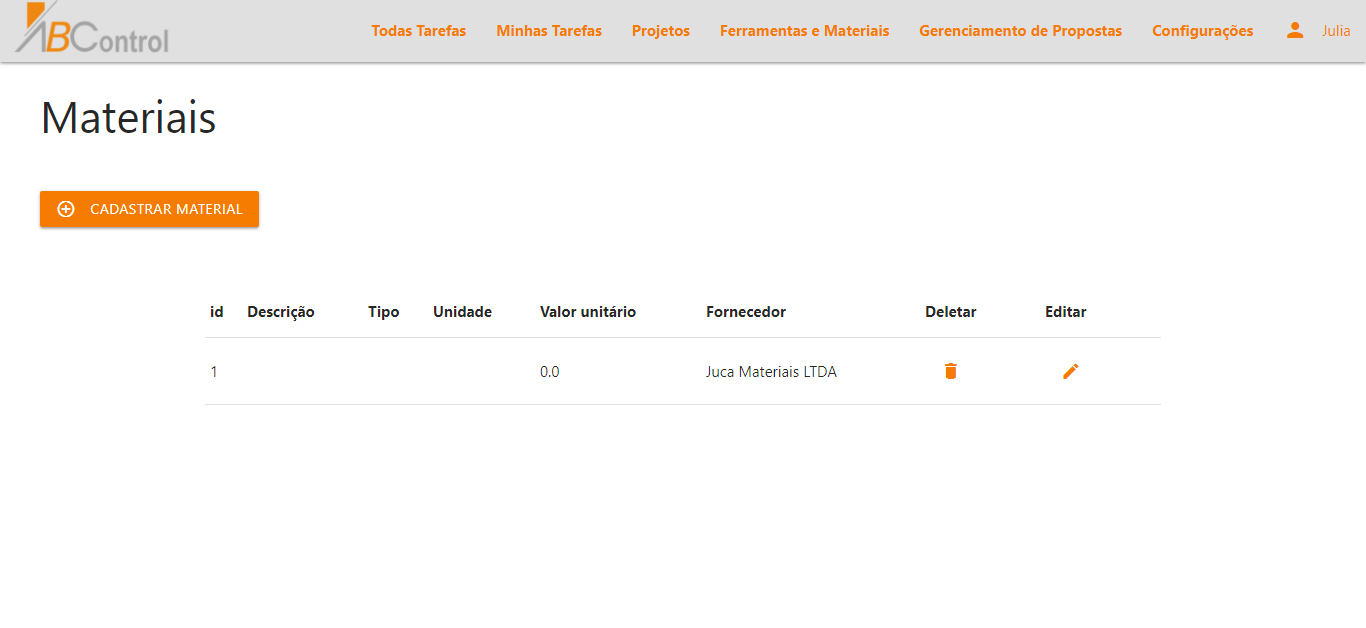 ABControl
Todas Tarefas Minhas Tarefas Projetos Ferramentas e Materiais Gerenciamento de Propostas Configurações Julia
Materiais
CADASTRAR MATERIAL
id Descrição Tipo Unidade Valor unitário Fornecedor Deletar Editar
1 0.0 Juca Materiais LTDA